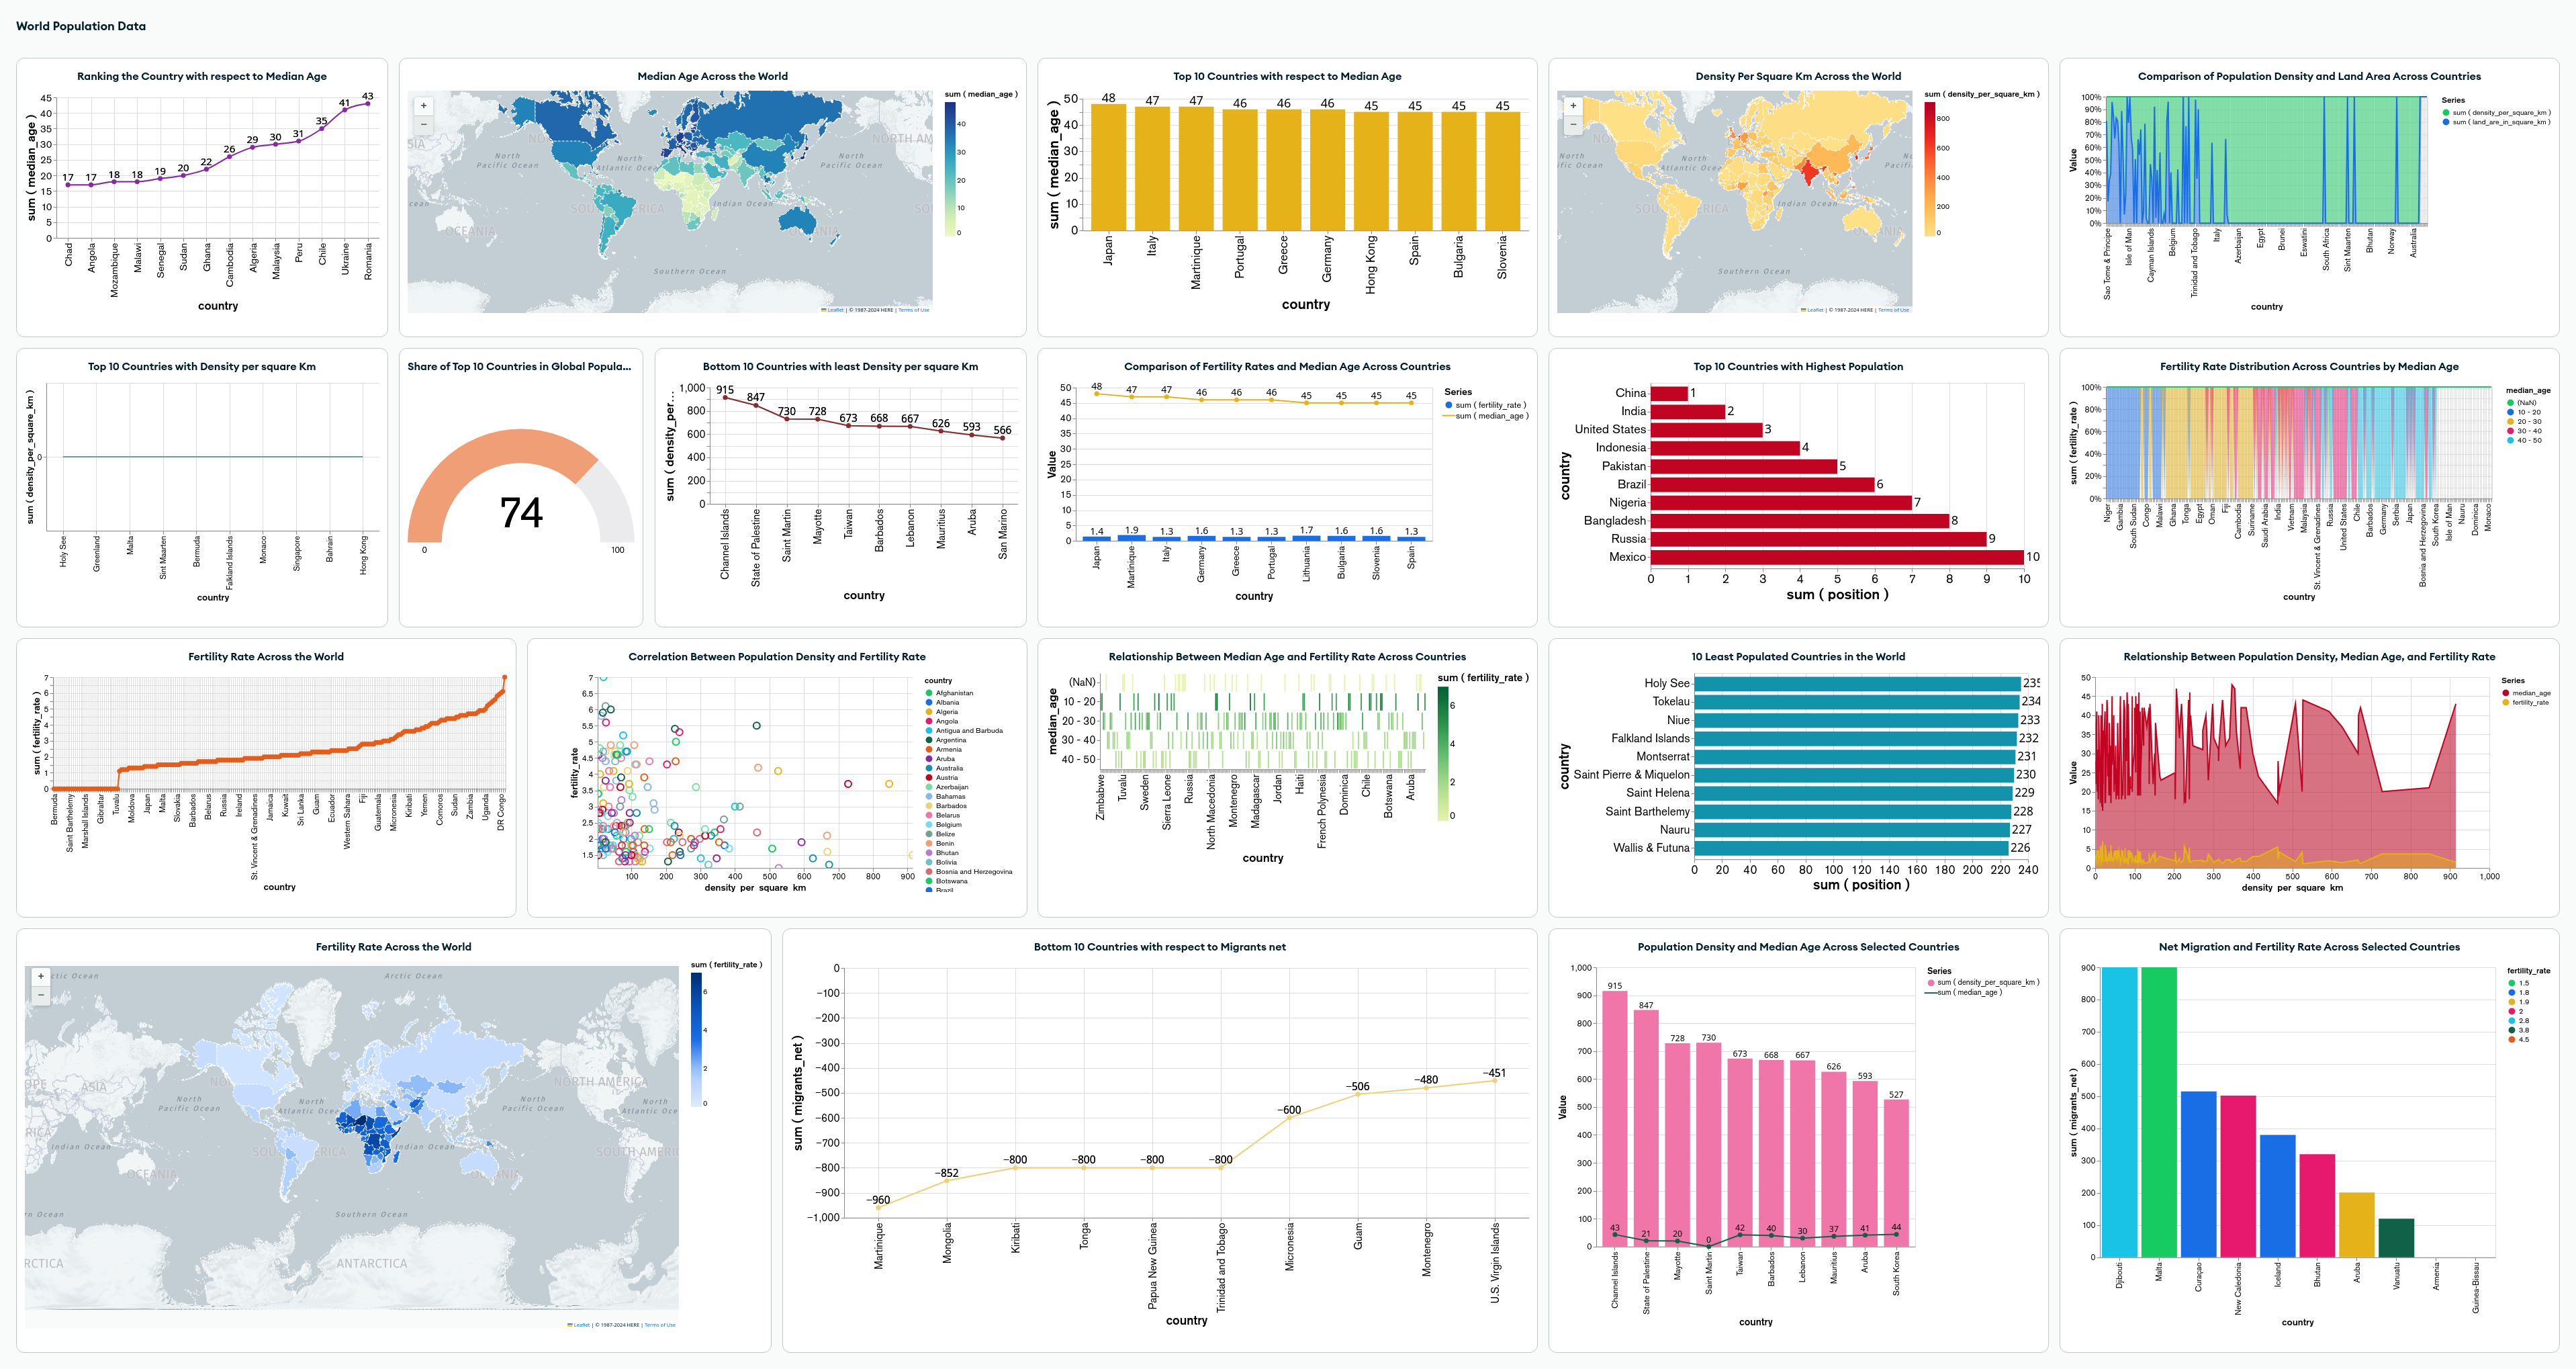 World Population Data
Ranking the Country with respect to Median Age
sum ( median_age )
45
40
35
30
25
20
15
10
5
0
17
17
18
18
19
20
22
26
29
30
31
35
41
43
Chad
Angola
Mozambique
Malawi
Senegal
Sudan
Ghana
Cambodia
Algeria
Malaysia
Peru
Chile
Ukraine
Romania
country
Median Age Across the World
+
−
North Pacific Ocean
North Atlantic Ocean
Indian Ocean
North Pacific Ocean
Southern Ocean
OCEANIA
NORTH AM
Leaflet | © 1987-2024 HERE | Terms of Use
sum ( median_age )
40
30
20
10
0
Top 10 Countries with respect to Median Age
sum ( median_age )
50
40
30
20
10
0
48
47
47
46
46
46
45
45
45
45
Japan
Italy
Martinique
Portugal
Greece
Germany
Hong Kong
Spain
Bulgaria
Slovenia
country
Density Per Square Km Across the World
+
−
North Pacific Ocean
North Atlantic Ocean
Indian Ocean
Southern Ocean
Leaflet | © 1987-2024 HERE | Terms of Use
sum ( density_per_square_km )
800
600
400
200
0
Comparison of Population Density and Land Area Across Countries
Value
100%
90%
80%
70%
60%
50%
40%
30%
20%
10%
0%
Sao Tome & Principe
Isle of Man
Cayman Islands
Belgium
Trinidad and Tobago
Italy
Azerbaijan
Egypt
Brunei
Eswatini
South Africa
Sint Maarten
Bhutan
Norway
Australia
country
Series
sum ( density_per_square_km )
sum ( land_are_in_square_km )
Top 10 Countries with Density per square Km
sum ( density_per_square_km )
0
Holy See
Greenland
Malta
Sint Maarten
Bermuda
Falkland Islands
Monaco
Singapore
Bahrain
Hong Kong
country
Share of Top 10 Countries in Global Popula...
74
0
100
Bottom 10 Countries with least Density per square Km
sum ( density_per...
1,000
800
600
400
200
0
915
847
730
728
673
668
667
626
593
566
Channel Islands
State of Palestine
Saint Martin
Mayotte
Taiwan
Barbados
Lebanon
Mauritius
Aruba
San Marino
country
Comparison of Fertility Rates and Median Age Across Countries
Value
50
45
40
35
30
25
20
15
10
5
0
48
47
47
46
46
46
45
45
45
45
1.4
1.9
1.3
1.6
1.3
1.3
1.7
1.6
1.6
1.3
Japan
Martinique
Italy
Germany
Greece
Portugal
Lithuania
Bulgaria
Slovenia
Spain
country
Series
sum ( fertility_rate )
sum ( median_age )
Top 10 Countries with Highest Population
country
China 1
India 2
United States 3
Indonesia 4
Pakistan 5
Brazil 6
Nigeria 7
Bangladesh 8
Russia 9
Mexico 10
0 1 2 3 4 5 6 7 8 9 10
sum ( position )
Fertility Rate Distribution Across Countries by Median Age
sum ( fertility_rate )
100%
80%
60%
40%
20%
0%
Niger
Gambia
South Sudan
Congo
Malawi
Ghana
Tonga
Egypt
Oman
Fiji
Cambodia
Suriname
Saudi Arabia
India
Vietnam
Malaysia
St. Vincent & Grenadines
Russia
United States
Chile
Barbados
Germany
Serbia
Japan
Bosnia and Herzegovina
South Korea
Isle of Man
Nauru
Dominica
Monaco
country
median_age
(NaN)
10 - 20
20 - 30
30 - 40
40 - 50
Fertility Rate Across the World
sum ( fertility_rate )
7
6
5
4
3
2
1
0
Bermuda
Saint Barthelemy
Marshall Islands
Gibraltar
Tuvalu
Moldova
Japan
Malta
Slovakia
Barbados
Belarus
Russia
Ireland
St. Vincent & Grenadines
Jamaica
Kuwait
Sri Lanka
Guam
Ecuador
Western Sahara
Fiji
Guatemala
Micronesia
Kiribati
Yemen
Comoros
Sudan
Zambia
Uganda
DR Congo
country
Correlation Between Population Density and Fertility Rate
fertility_rate
7
6.5
6
5.5
5
4.5
4
3.5
3
2.5
2
1.5
100 200 300 400 500 600 700 800 900
density_per_square_km
country
Afghanistan
Albania
Algeria
Angola
Antigua and Barbuda
Argentina
Armenia
Aruba
Australia
Austria
Azerbaijan
Bahamas
Barbados
Belarus
Belgium
Belize
Benin
Bhutan
Bolivia
Bosnia and Herzegovina
Botswana
Brazil
Relationship Between Median Age and Fertility Rate Across Countries
median_age
(NaN)
10 - 20
20 - 30
30 - 40
40 - 50
Zimbabwe
Tuvalu
Sweden
Sierra Leone
Russia
North Macedonia
Montenegro
Madagascar
Jordan
Haiti
French Polynesia
Dominica
Chile
Botswana
Aruba
country
sum ( fertility_rate )
6
4
2
0
10 Least Populated Countries in the World
country
Holy See 235
Tokelau 234
Niue 233
Falkland Islands 232
Montserrat 231
Saint Pierre & Miquelon 230
Saint Helena 229
Saint Barthelemy 228
Nauru 227
Wallis & Futuna 226
0 20 40 60 80 100 120 140 160 180 200 220 240
sum ( position )
Relationship Between Population Density, Median Age, and Fertility Rate
Value
50
45
40
35
30
25
20
15
10
5
0
0 100 200 300 400 500 600 700 800 900 1,000
density_per_square_km
Series
median_age
fertility_rate
Fertility Rate Across the World
+
−
ctic Ocean
Arctic Ocean
ASIA
NORTH AMERICA
North Pacific Ocean
North Atlantic Ocean
North Pacific Ocean
North Atlantic Oce
RICA
Indian Ocean
OCEANIA
Indian Ocean
SOUTH AMERI
n Ocean
Southern Ocean
Southern Ocean
RCTICA
ANTARCTICA
ANTARCTICA
Leaflet | © 1987-2024 HERE | Terms of Use
sum ( fertility_rate )
6
4
2
0
Bottom 10 Countries with respect to Migrants net
sum ( migrants_net )
0
−100
−200
−300
−400
−500
−600
−700
−800
−900
−1,000
−960
−852
−800
−800
−800
−800
−600
−506
−480
−451
Martinique
Mongolia
Kiribati
Tonga
Papua New Guinea
Trinidad and Tobago
Micronesia
Guam
Montenegro
U.S. Virgin Islands
country
Population Density and Median Age Across Selected Countries
Value
1,000
900
800
700
600
500
400
300
200
100
0
915
847
728
730
673
668
667
626
593
527
43
21
20
0
42
40
30
37
41
44
Channel Islands
State of Palestine
Mayotte
Saint Martin
Taiwan
Barbados
Lebanon
Mauritius
Aruba
South Korea
country
Series
sum ( density_per_square_km )
sum ( median_age )
Net Migration and Fertility Rate Across Selected Countries
sum ( migrants_net )
900
800
700
600
500
400
300
200
100
0
Djibouti
Malta
Curaçao
New Caledonia
Iceland
Bhutan
Aruba
Vanuatu
Armenia
Guinea-Bissau
country
fertility_rate
1.5
1.8
1.9
2
2.8
3.8
4.5